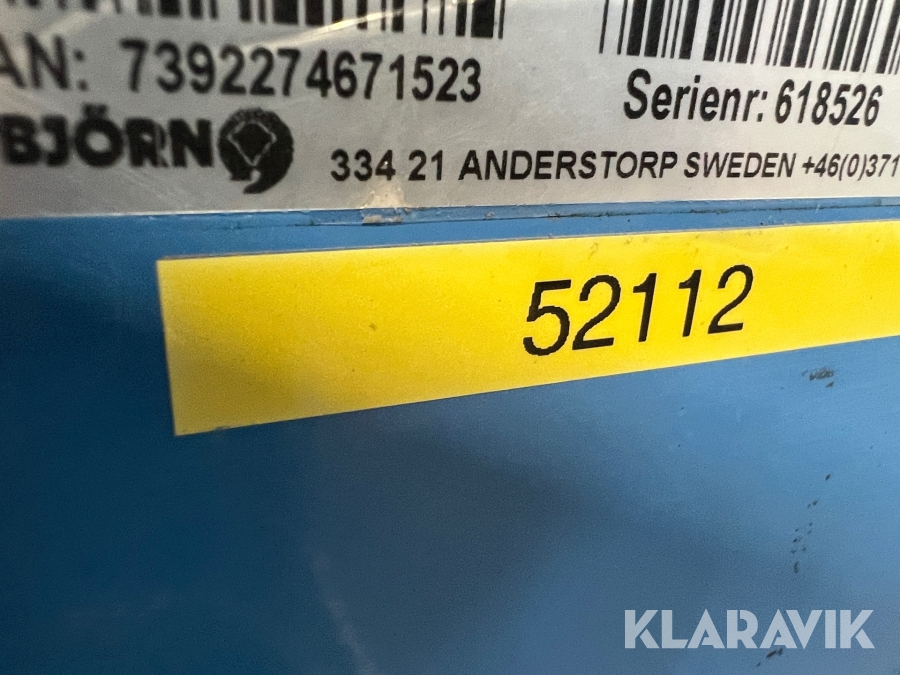 AN: 7392274671523
Serienr: 618526
BJÖRN
334 21 ANDERSTORP SWEDEN +46(0)371
52112
KLARAVIK